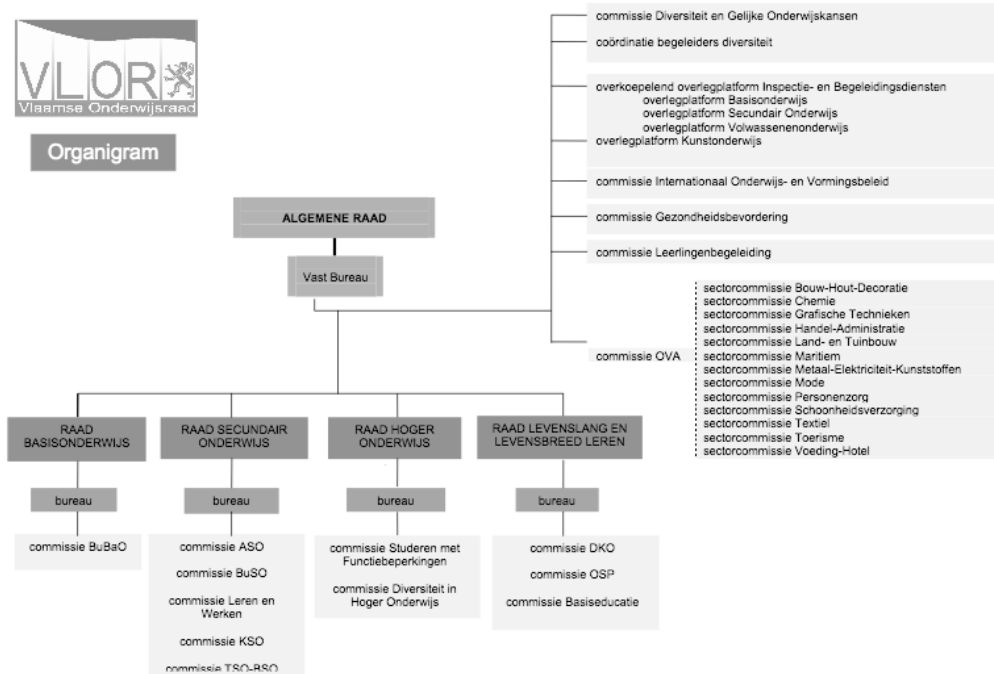 VLOR
Vlaamse Onderwijsraad
Organigram
commissie Diversiteit en Gelijke Onderwijskansen
coördinatie begeleiders diversiteit
overkoepelend overlegplatform Inspectie- en Begeleidingsdiensten
overlegplatform Basisonderwijs
overlegplatform Secundair Onderwijs
overlegplatform Volwassenenonderwijs
overlegplatform Kunstonderwijs
commissie Internationaal Onderwijs- en Vormingsbeleid
commissie Gezondheidsbevordering
commissie Leerlingenbegeleiding
ALGEMENE RAAD
Vast Bureau
commissie OVA
sectorcommissie Bouw-Hout-Decoratie
sectorcommissie Chemie
sectorcommissie Grafische Technieken
sectorcommissie Handel-Administratie
sectorcommissie Land- en Tuinbouw
sectorcommissie Maritiem
sectorcommissie Metaal-Elektriciteit-Kunststoffen
sectorcommissie Mode
sectorcommissie Personenzorg
sectorcommissie Schoonheidsverzorging
sectorcommissie Textiel
sectorcommissie Toerisme
sectorcommissie Voeding-Hotel
RAAD
BASISONDERWIJS
bureau
commissie BuBaO
RAAD SECUNDAIR
ONDERWIJS
bureau
commissie ASO
commissie BuSO
commissie Leren en
Werken
commissie KSO
commissie TSO-BSO
RAAD HOGER
ONDERWIJS
bureau
commissie Studeren met
Functiebeperkingen
commissie Diversiteit in
Hoger Onderwijs
RAAD LEVENSLANG EN
LEVENSBREED LEREN
bureau
commissie DKO
commissie OSP
commissie Basiseducatie